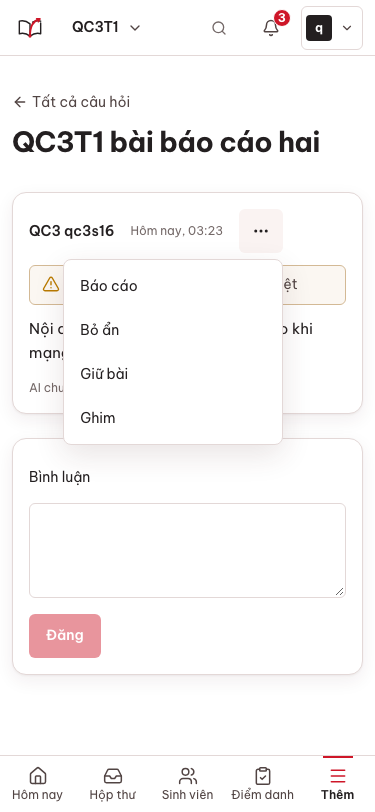 QC3T1
3
q
Tất cả câu hỏi
QC3T1 bài báo cáo hai
QC3 qc3s16
Hôm nay, 03:23
Báo cáo
Bỏ ẩn
Giữ bài
Ghim
Nội
khi
mạng
AI
Bình luận
Đăng
Hôm nay
Hộp thư
Sinh viên
Điểm danh
Thêm